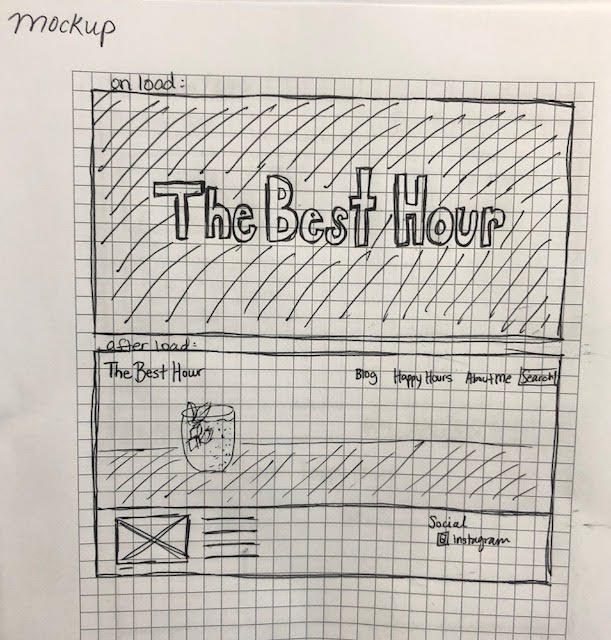 mockup
on load:
The Best Hour
after load:
The Best Hour Blog Happy Hours About Me Search
Social
Instagram